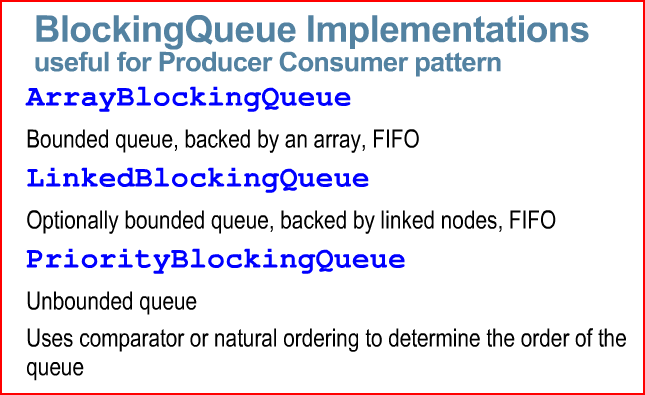 BlockingQueue Implementations
useful for Producer Consumer pattern
ArrayBlockingQueue
Bounded queue, backed by an array, FIFO
LinkedBlockingQueue
Optionally bounded queue, backed by linked nodes, FIFO
PriorityBlockingQueue
Unbounded queue
Uses comparator or natural ordering to determine the order of the
queue